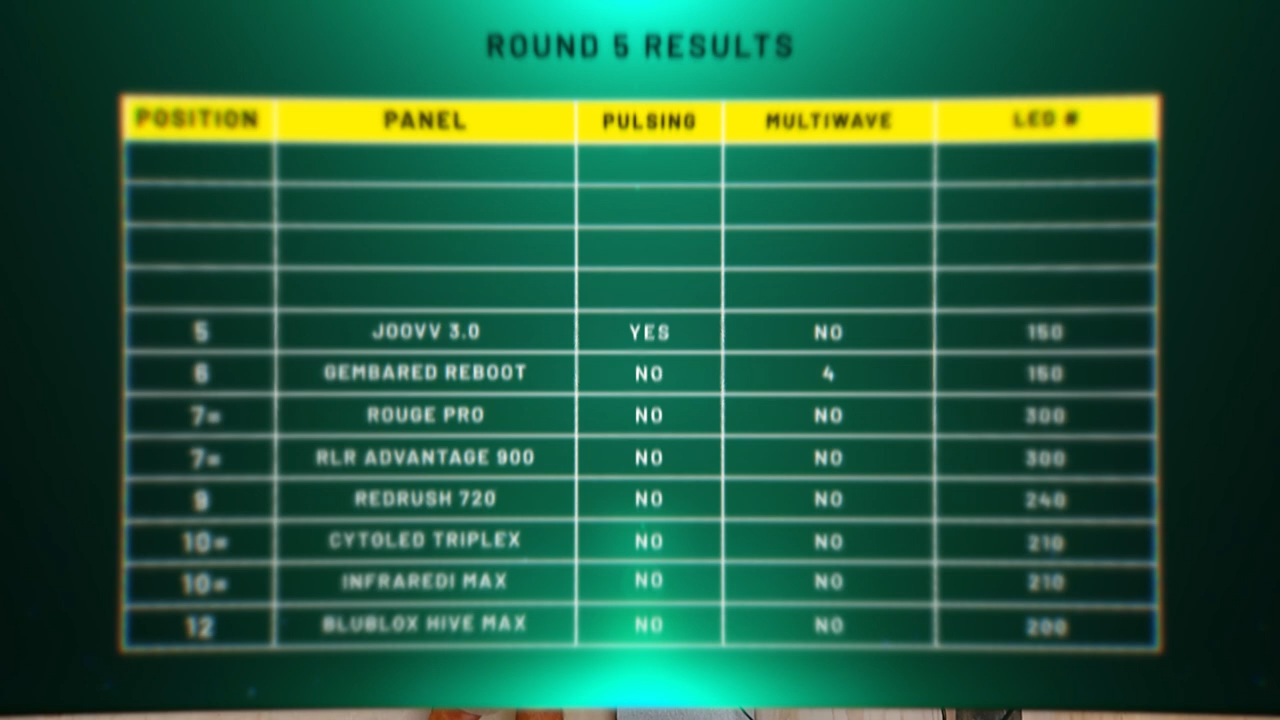 ROUND 5 RESULTS
POSITION PANEL PULSING MULTIWAVE LED #
5 JOOVV 3.0 YES NO 150
6 GEMBARED REBOOT NO 4 150
7= ROUGE PRO NO NO 300
7= RLR ADVANTAGE 900 NO NO 300
9 REDRUSH 720 NO NO 240
10= CYTOLED TRIPLEX NO NO 210
10= INFRAREDI MAX NO NO 210
12 BLUBLOX HIVE MAX NO NO 200